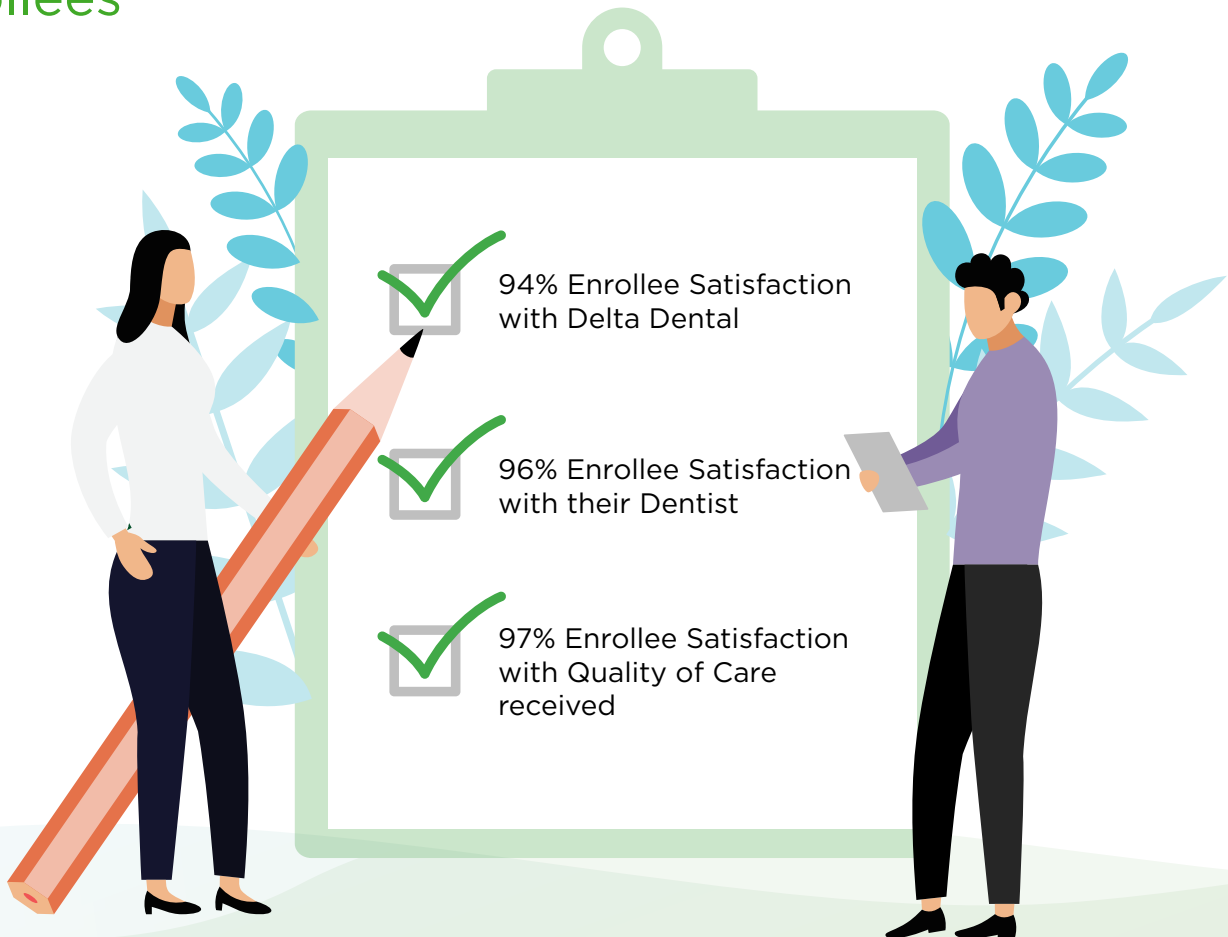 94% Enrollee Satisfaction
with Delta Dental
96% Enrollee Satisfaction
with their Dentist
97% Enrollee Satisfaction
with Quality of Care
received